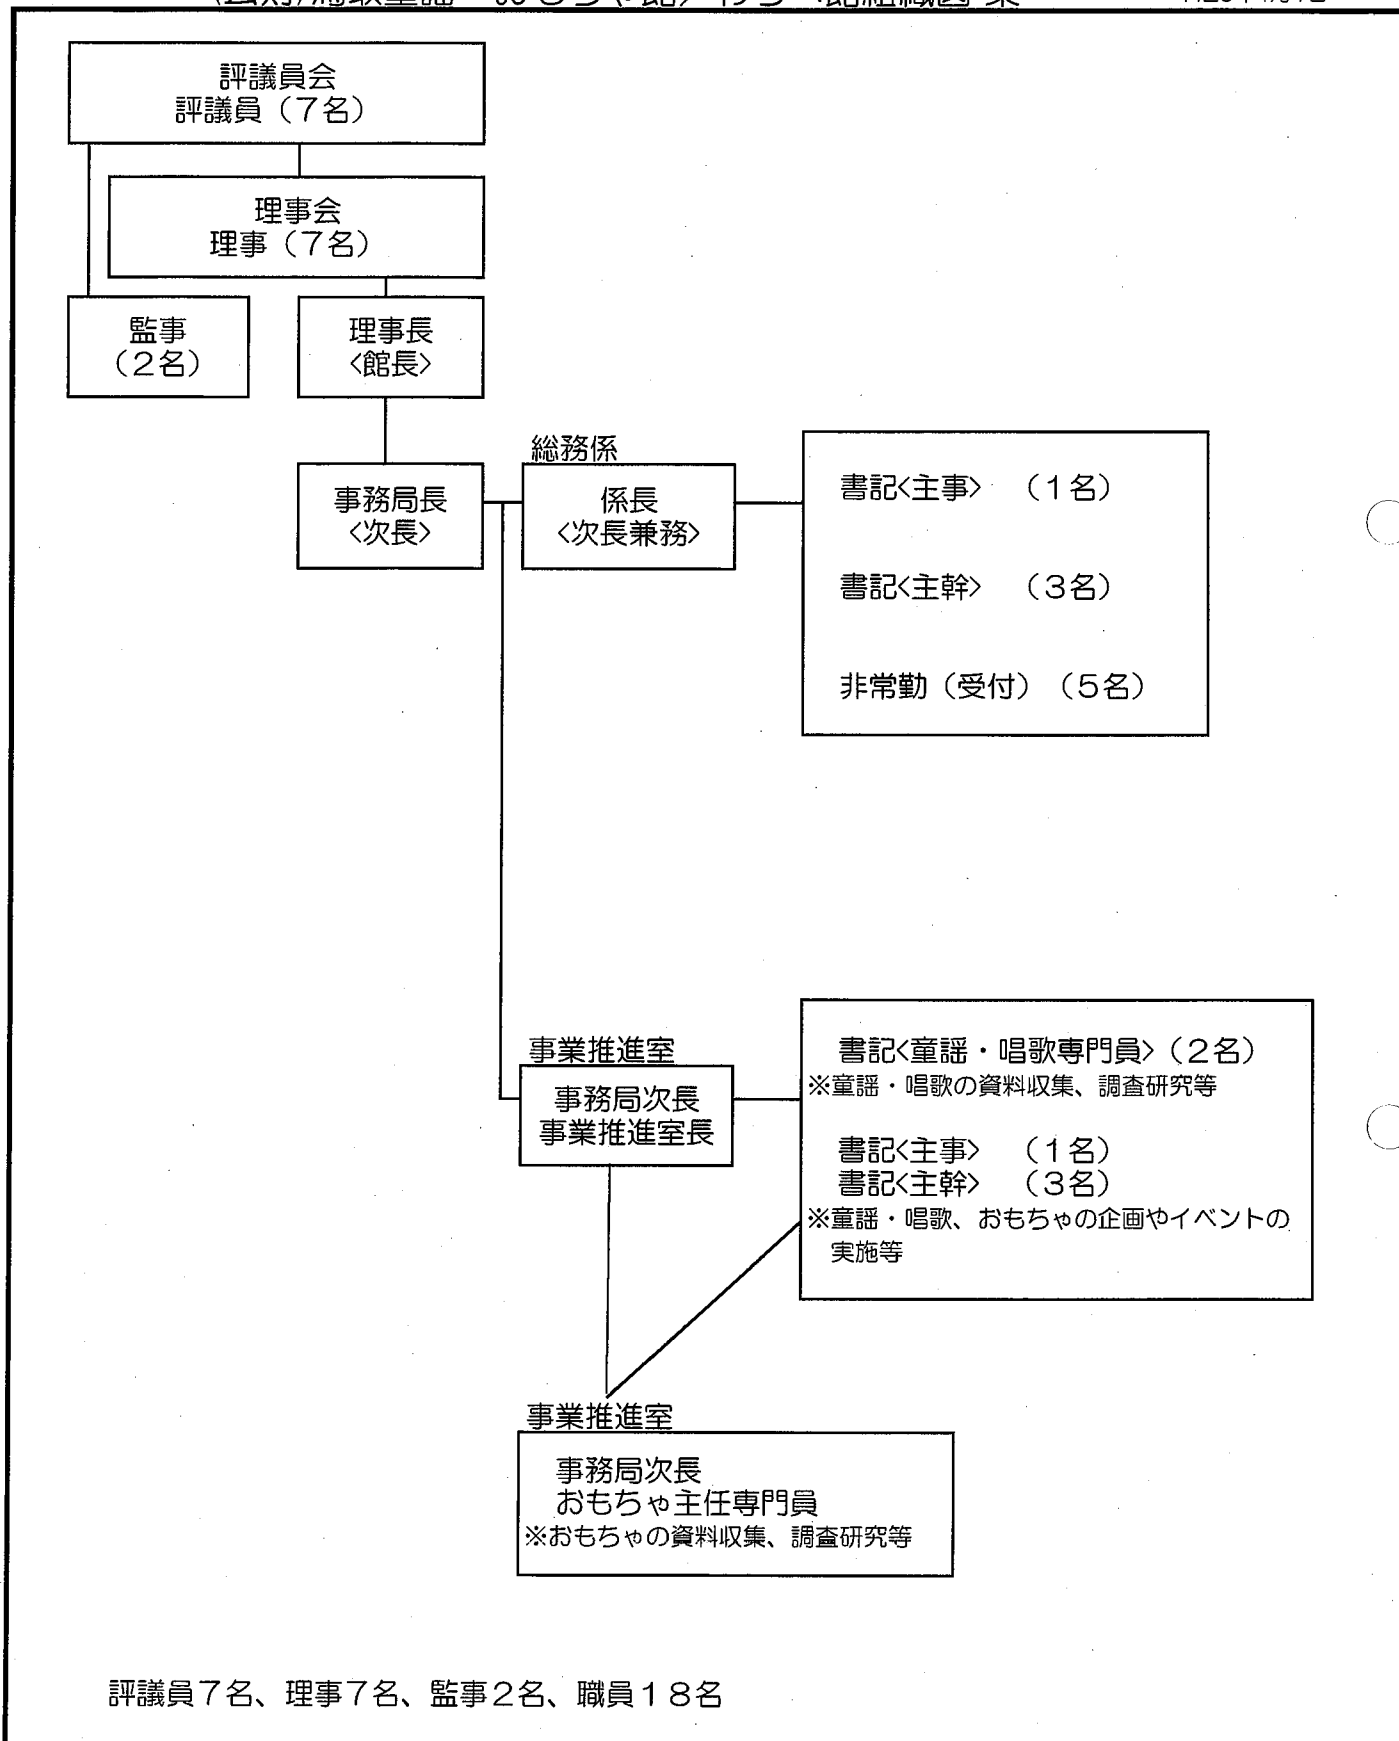 評議員会
評議員（7名）
理事会
理事（7名）
監事
（2名）
理事長
<館長>
総務係
事務局長
<次長>
係長
<次長兼務>
書記<主事>　（1名）
書記<主幹>　（3名）
非常勤（受付）（5名）
事業推進室
事務局次長
事業推進室長
書記<童謡・唱歌専門員>（2名）
※童謡・唱歌の資料収集、調査研究等
書記<主事>　（1名）
書記<主幹>　（3名）
※童謡・唱歌、おもちゃの企画やイベントの
実施等
事業推進室
事務局次長
おもちゃ主任専門員
※おもちゃの資料収集、調査研究等
評議員7名、理事7名、監事2名、職員18名